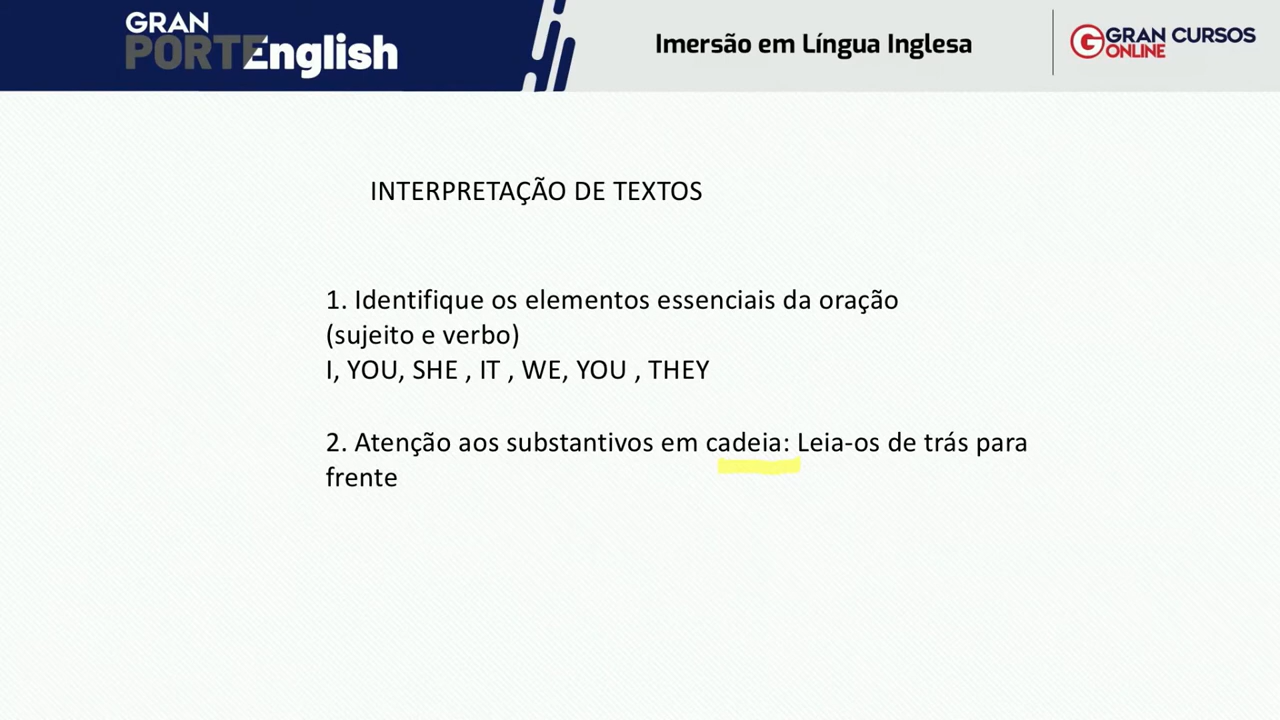 GRAN
PORTEnglish
Imersão em Língua Inglesa
GRAN CURSOS
ONLINE
INTERPRETAÇÃO DE TEXTOS
1. Identifique os elementos essenciais da oração
(sujeito e verbo)
I, YOU, SHE , IT , WE, YOU , THEY
2. Atenção aos substantivos em cadeia: Leia-os de trás para
frente